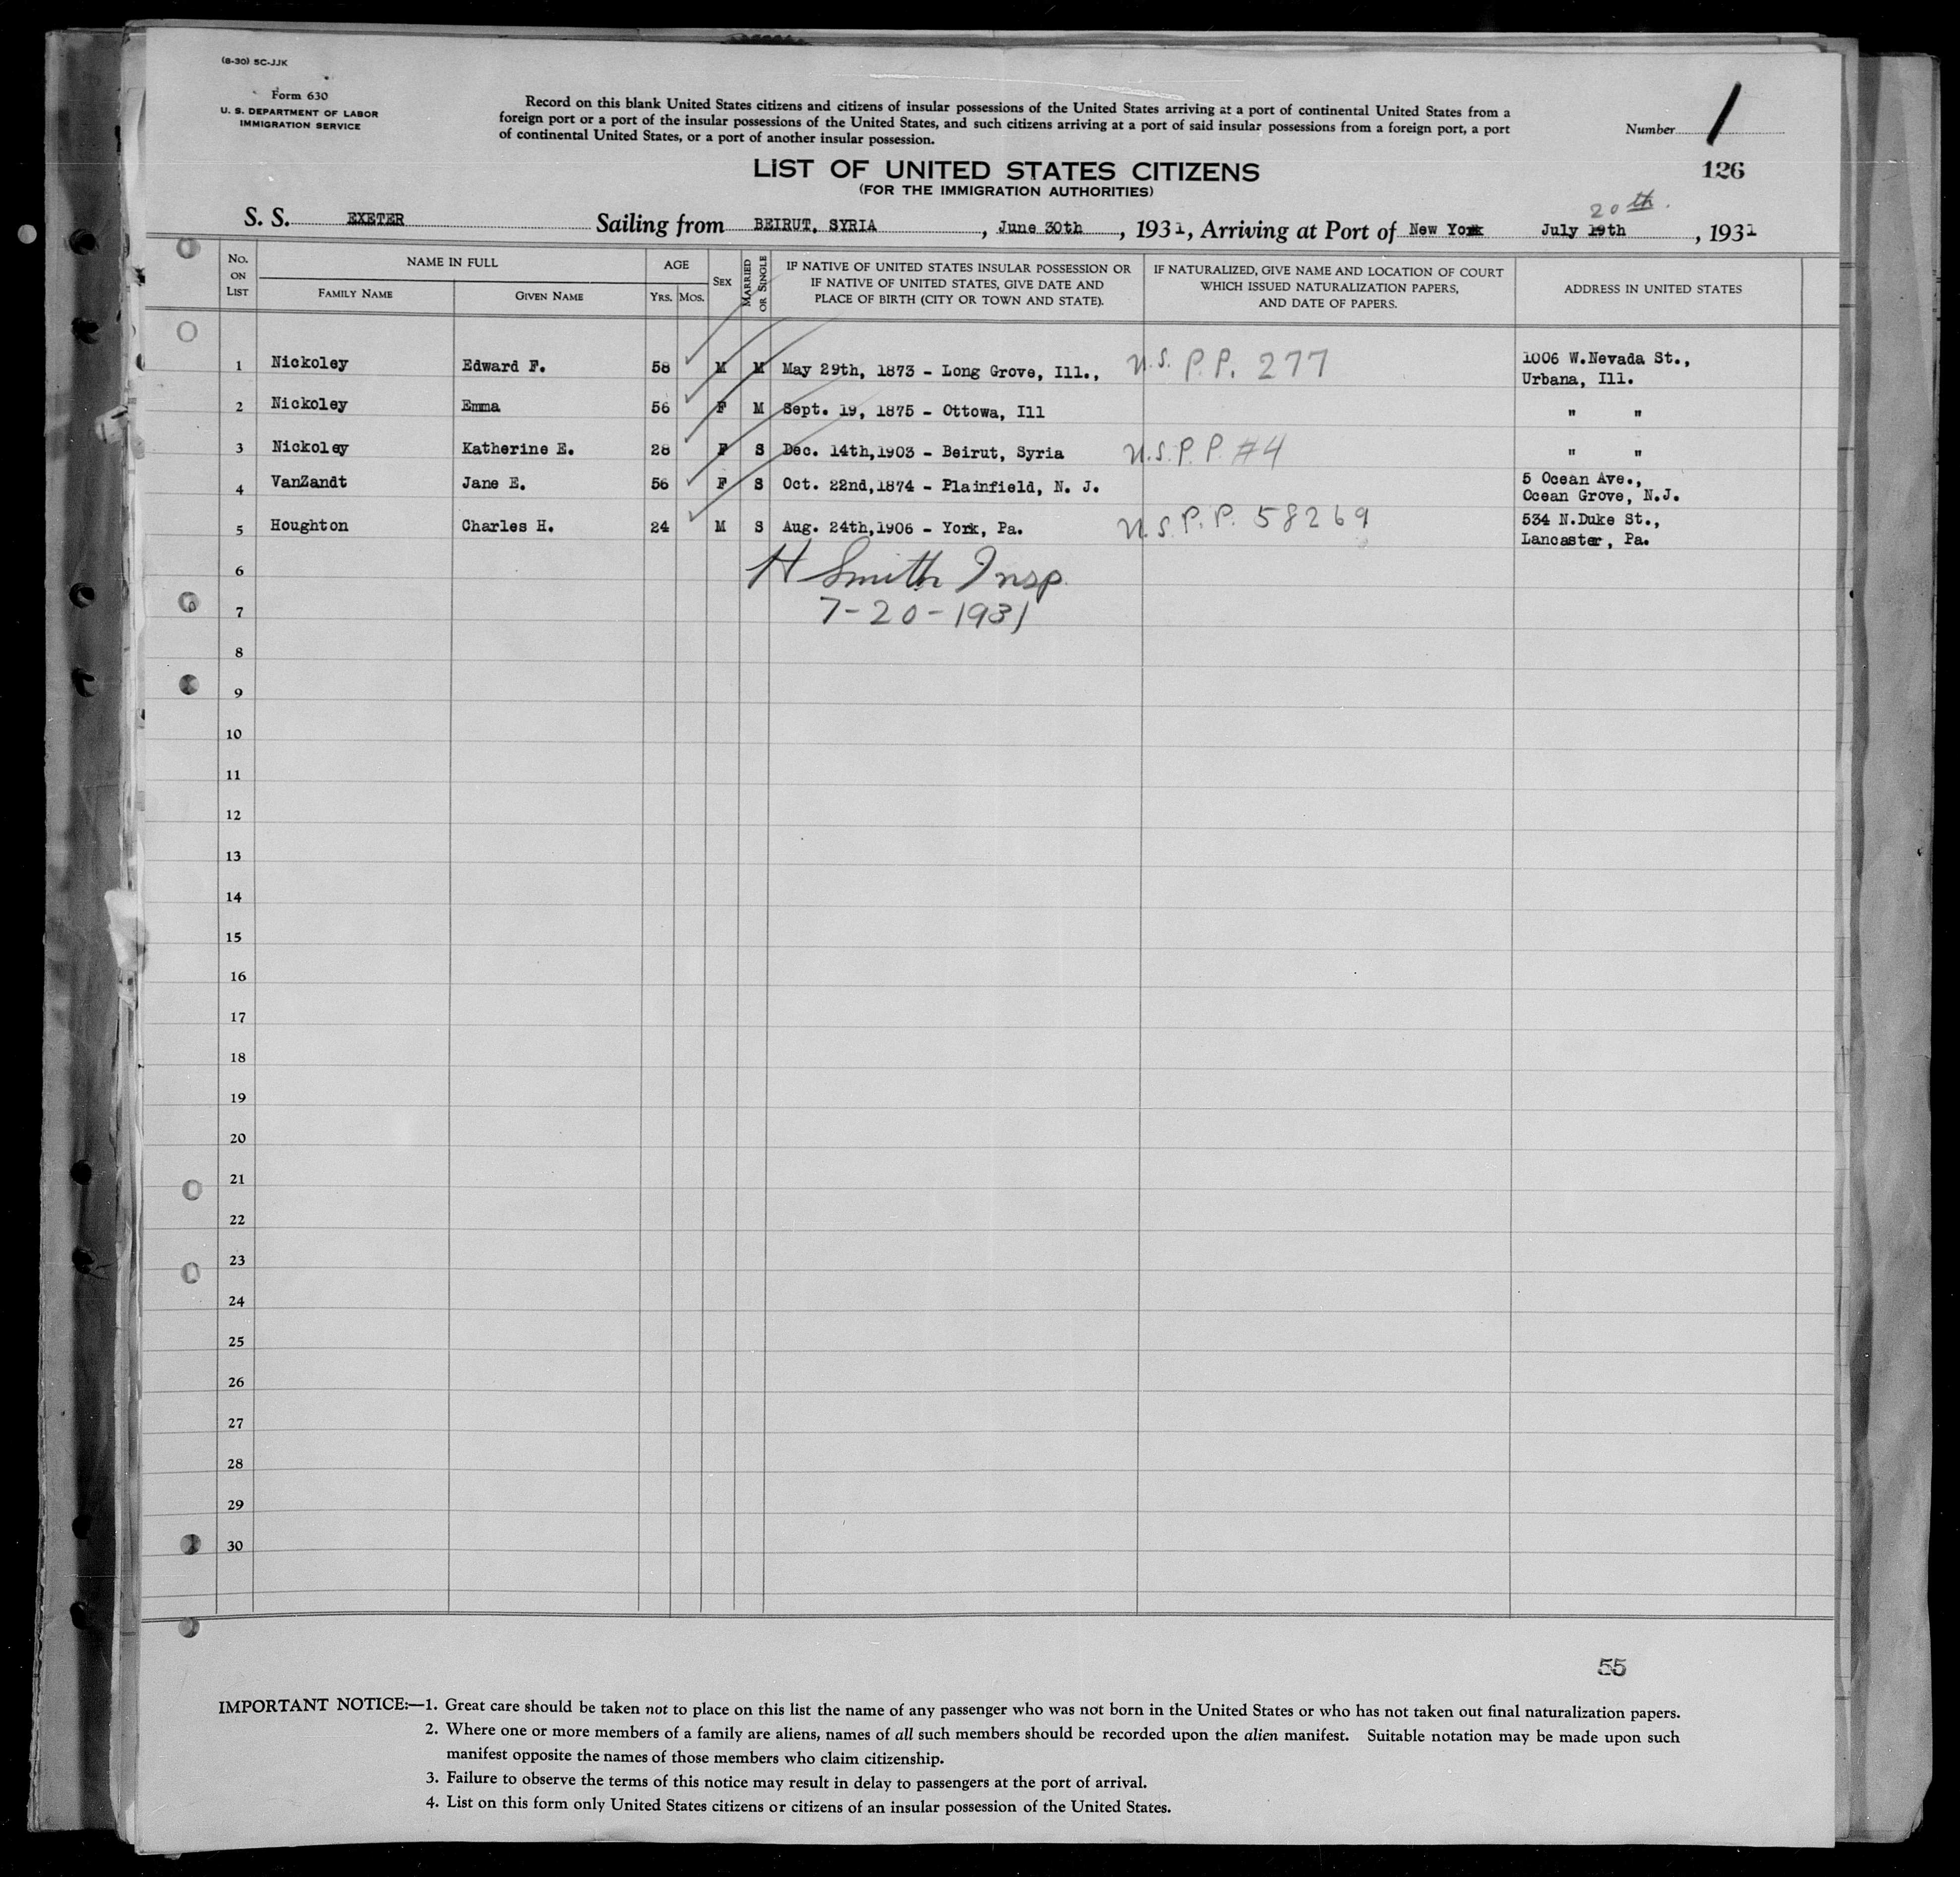 (8-30) 5C-JJK
Form 630
U. S. DEPARTMENT OF LABOR
IMMIGRATION SERVICE
Record on this blank United States citizens and citizens of insular possessions of the United States arriving at a port of continental United States from a
foreign port or a port of the insular possessions of the United States, and such citizens arriving at a port of said insular possessions from a foreign port, a port
of continental United States, or a port of another insular possession.
Number 1
126
LIST OF UNITED STATES CITIZENS
(FOR THE IMMIGRATION AUTHORITIES)
20th.
S. S. EXETER Sailing from BEIRUT, SYRIA, June 30th, 1931, Arriving at Port of New York July 19th, 1931
No. ON LIST NAME IN FULL FAMILY NAME GIVEN NAME AGE YRS. MOS. SEX MARRIED OR SINGLE
IF NATIVE OF UNITED STATES INSULAR POSSESSION OR
IF NATIVE OF UNITED STATES, GIVE DATE AND
PLACE OF BIRTH (CITY OR TOWN AND STATE).
IF NATURALIZED, GIVE NAME AND LOCATION OF COURT
WHICH ISSUED NATURALIZATION PAPERS,
AND DATE OF PAPERS.
ADDRESS IN UNITED STATES
1 Nickoley Edward F. 58 M M May 29th, 1873 - Long Grove, Ill., U.S. P.P. 277 1006 W.Nevada St.,
Urbana, Ill.
2 Nickoley Emma 56 F M Sept. 19, 1875 - Ottowa, Ill " "
3 Nickoley Katherine E. 28 F S Dec. 14th,1903 - Beirut, Syria U.S.P.P. #4 " "
4 VanZandt Jane E. 56 F S Oct. 22nd,1874 - Plainfield, N. J. 5 Ocean Ave.,
Ocean Grove, N.J.
5 Houghton Charles H. 24 M S Aug. 24th,1906 - York, Pa. U.S.P.P. 58269 534 N.Duke St.,
Lancaster, Pa.
6 H Smith Insp.
7 7-20-1931
8
9
10
11
12
13
14
15
16
17
18
19
20
21
22
23
24
25
26
27
28
29
30
55
IMPORTANT NOTICE:—1. Great care should be taken not to place on this list the name of any passenger who was not born in the United States or who has not taken out final naturalization papers.
2. Where one or more members of a family are aliens, names of all such members should be recorded upon the alien manifest. Suitable notation may be made upon such
manifest opposite the names of those members who claim citizenship.
3. Failure to observe the terms of this notice may result in delay to passengers at the port of arrival.
4. List on this form only United States citizens or citizens of an insular possession of the United States.